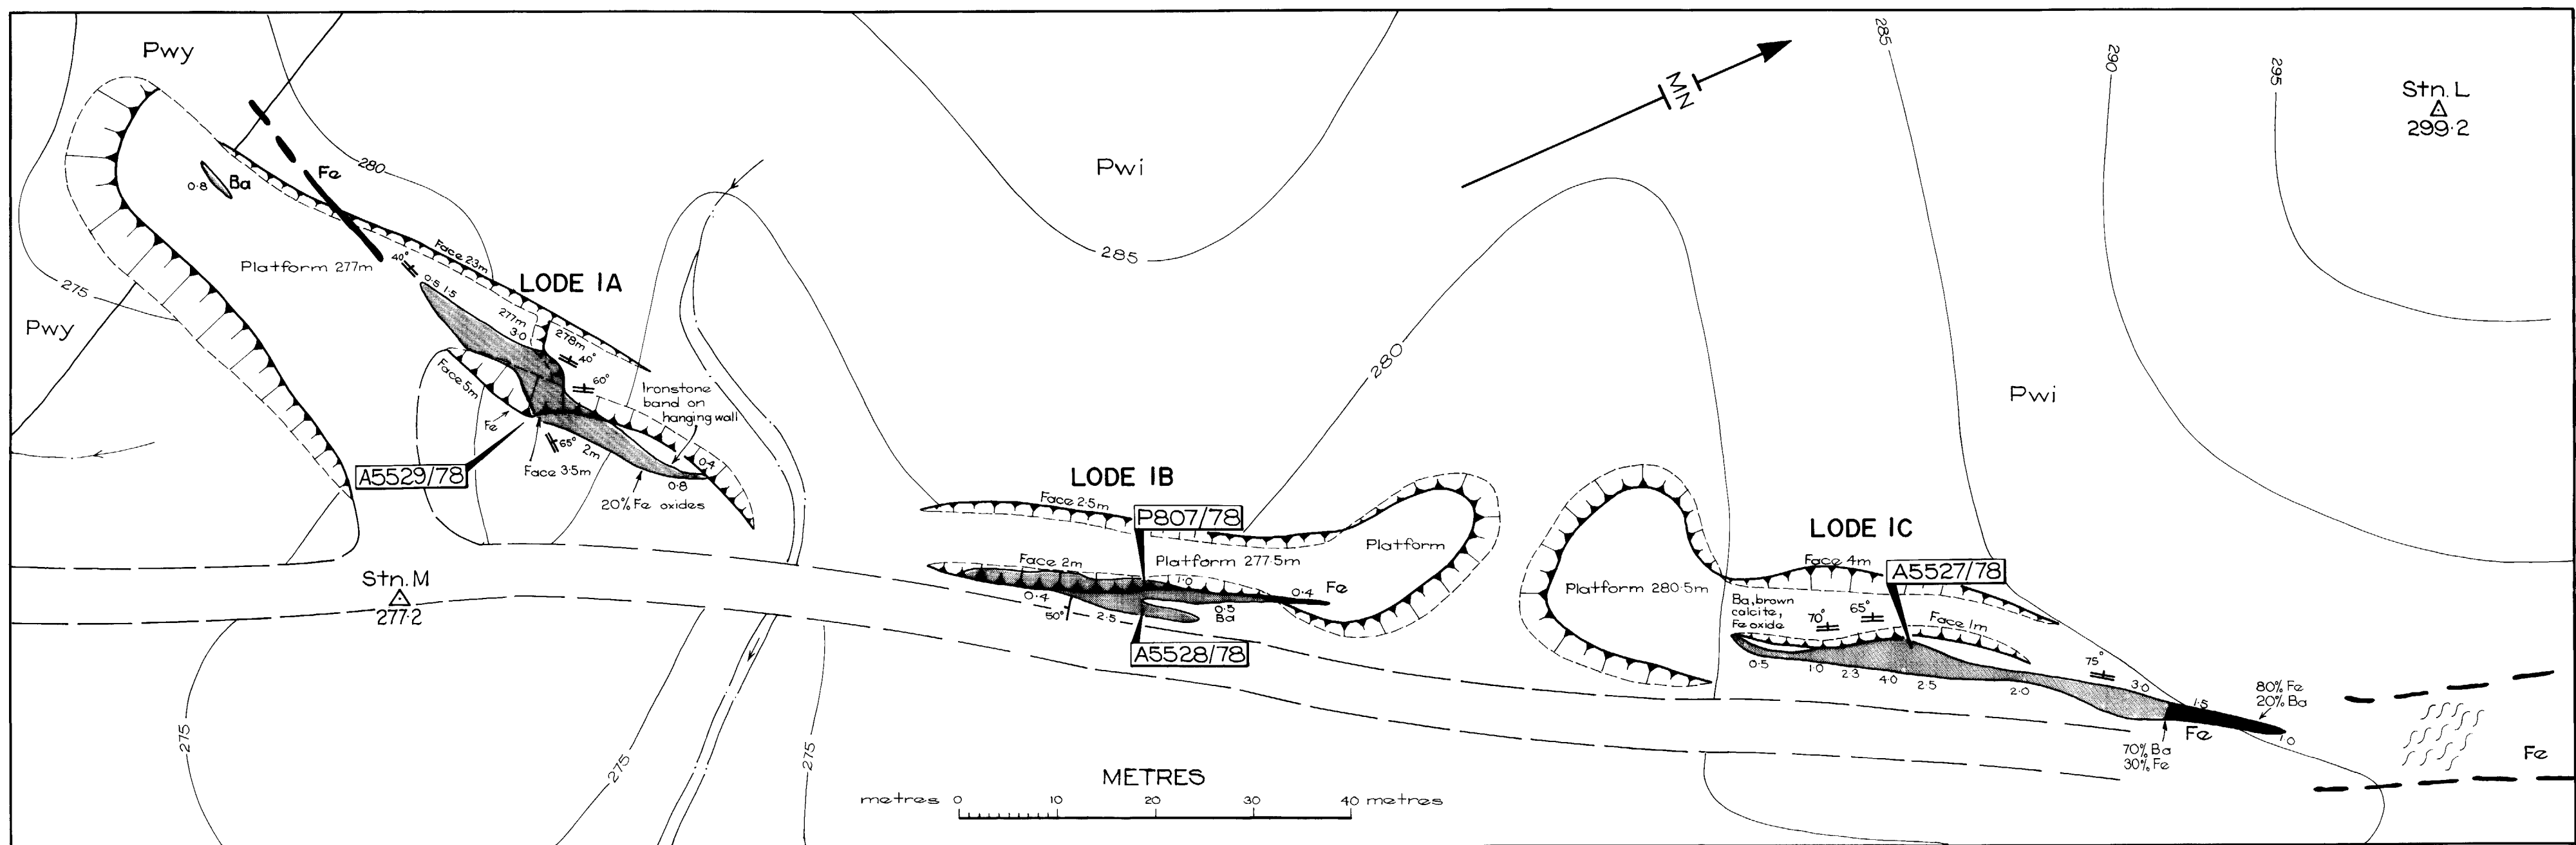 Pwy
285
290
295
Stn. L
299·2
MN
Pwi
280
Fe
0·8
Ba
285
Face 23m
40°
Platform 277m
0·5
1·5
LODE 1A
275
Pwy
277m
3·0
278m
40°
60°
Ironstone
band on
hanging wall
Face 5m
Fe
65°
2m
0·4
0·8
A5529/78
Face 3·5m
20% Fe oxides
280
Pwi
LODE 1B
Face 2·5m
P807/78
Platform
Face 2m
Platform 277·5m
1·0
0·4
Fe
0·4
50°
2·5
0·5
Ba
A5528/78
LODE 1C
Face 4m
A5527/78
Platform 280·5m
Ba, brown
calcite,
Fe oxide
70°
65°
Face 1m
0·5
1·0
2·3
4·0
2·5
2·0
75°
3·0
1·5
80% Fe
20% Ba
Fe
1·0
70% Ba
30% Fe
Fe
Stn. M
277·2
275
275
275
METRES
metres 0 10 20 30 40 metres